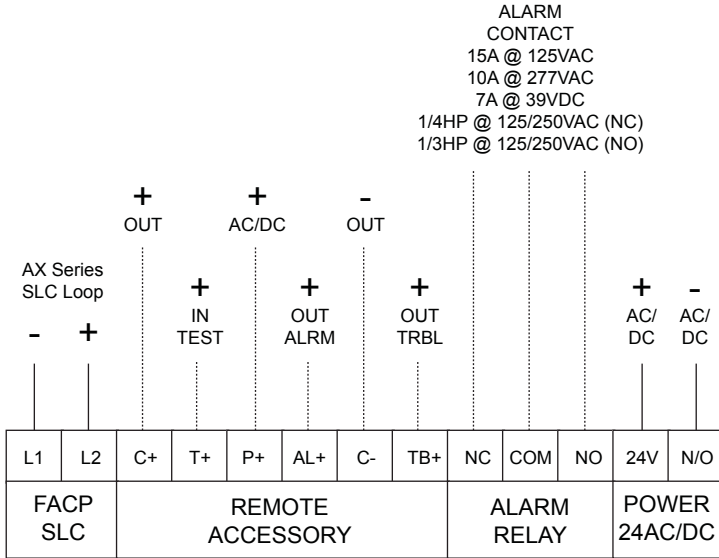 ALARM
CONTACT
15A @ 125VAC
10A @ 277VAC
7A @ 39VDC
1/4HP @ 125/250VAC (NC)
1/3HP @ 125/250VAC (NO)
+ + -
OUT AC/DC OUT
AX Series
SLC Loop
- +
+ + +
IN OUT OUT
TEST ALRM TRBL
+ -
AC/ AC/
DC DC
L1 L2 C+ T+ P+ AL+ C- TB+ NC COM NO 24V N/O
FACP REMOTE ALARM POWER
SLC ACCESSORY RELAY 24AC/DC